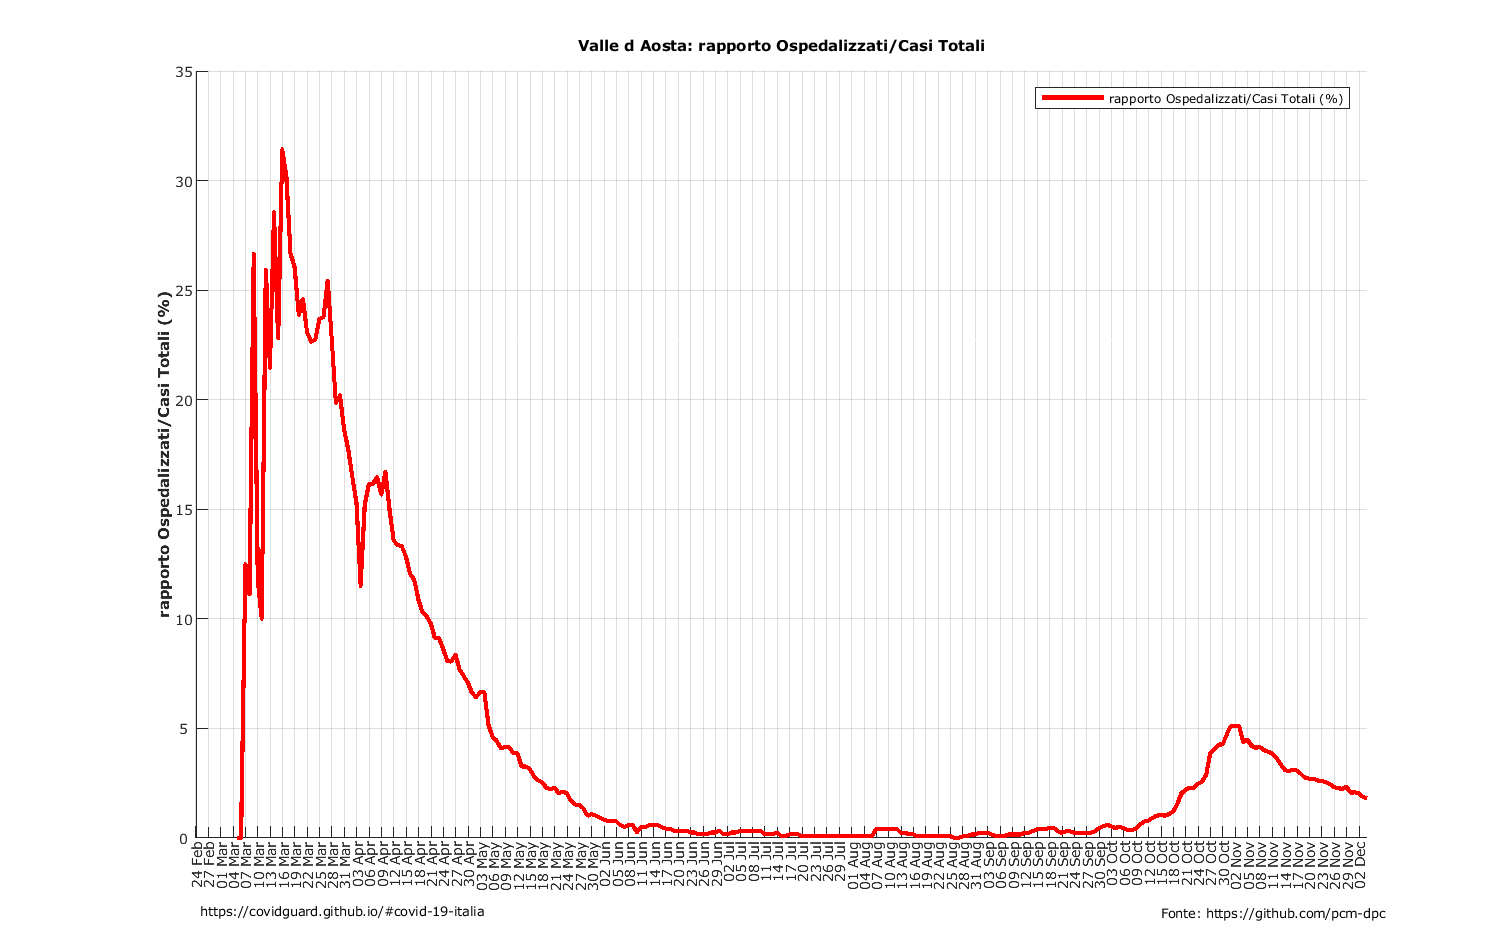 Valle d Aosta: rapporto Ospedalizzati/Casi Totali
rapporto Ospedalizzati/Casi Totali (%)
rapporto Ospedalizzati/Casi Totali (%)
35
30
25
20
15
10
5
0
24 Feb
27 Feb
01 Mar
04 Mar
07 Mar
10 Mar
13 Mar
16 Mar
19 Mar
22 Mar
25 Mar
28 Mar
31 Mar
03 Apr
06 Apr
09 Apr
12 Apr
15 Apr
18 Apr
21 Apr
24 Apr
27 Apr
30 Apr
03 May
06 May
09 May
12 May
15 May
18 May
21 May
24 May
27 May
30 May
02 Jun
05 Jun
08 Jun
11 Jun
14 Jun
17 Jun
20 Jun
23 Jun
26 Jun
29 Jun
02 Jul
05 Jul
08 Jul
11 Jul
14 Jul
17 Jul
20 Jul
23 Jul
26 Jul
29 Jul
01 Aug
04 Aug
07 Aug
10 Aug
13 Aug
16 Aug
19 Aug
22 Aug
25 Aug
28 Aug
31 Aug
03 Sep
06 Sep
09 Sep
12 Sep
15 Sep
18 Sep
21 Sep
24 Sep
27 Sep
30 Sep
03 Oct
06 Oct
09 Oct
12 Oct
15 Oct
18 Oct
21 Oct
24 Oct
27 Oct
30 Oct
02 Nov
05 Nov
08 Nov
11 Nov
14 Nov
17 Nov
20 Nov
23 Nov
26 Nov
29 Nov
02 Dec
https://covidguard.github.io/#covid-19-italia
Fonte: https://github.com/pcm-dpc